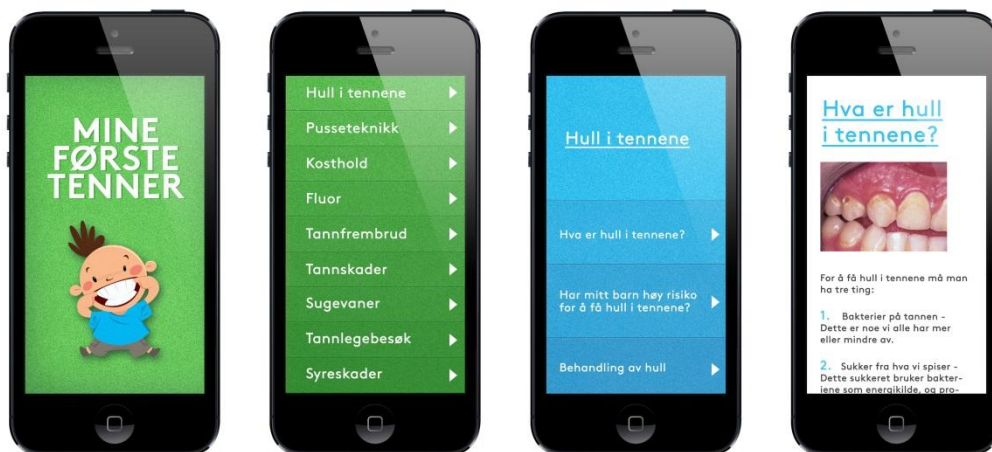 MINE
FØRSTE
TENNER
Hull i tennene
Pusseteknikk
Kosthold
Fluor
Tannfrembrud
Tannskader
Sugevaner
Tannlegebesøk
Syreskader
Hull i tennene
Hva er hull i tennene?
Har mitt barn høy risiko
for å få hull i tennene?
Behandling av hull
Hva er hull
i tennene?
For å få hull i tennene må man
ha tre ting:
1. Bakterier på tannen -
Dette er noe vi alle har mer
eller mindre av.
2. Sukker fra hva vi spiser -
Dette sukkeret bruker bakter-
iene som energikilde, og pro-